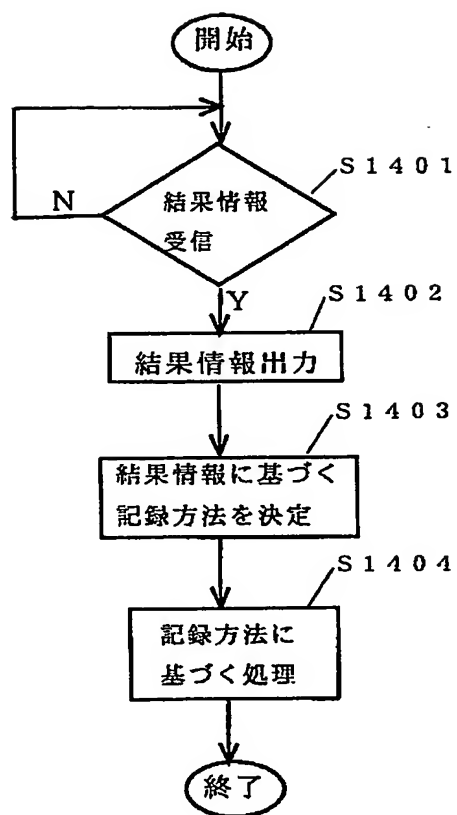 開始
S1401
N
結果情報
受信
Y
S1402
結果情報出力
S1403
結果情報に基づく
記録方法を決定
S1404
記録方法に
基づく処理
終了